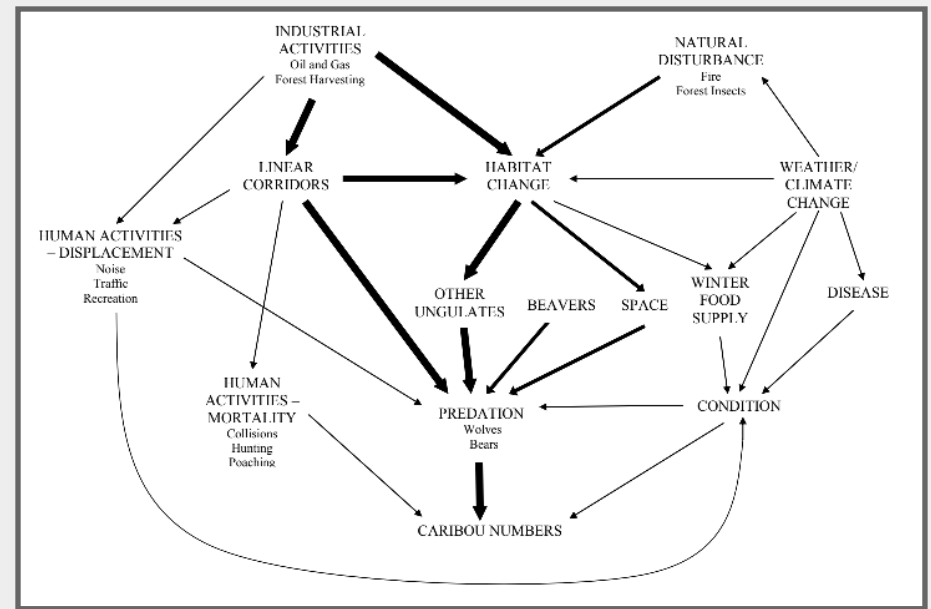 INDUSTRIAL
ACTIVITIES
Oil and Gas
Forest Harvesting
NATURAL
DISTURBANCE
Fire
Forest Insects
LINEAR
CORRIDORS
HABITAT
CHANGE
WEATHER/
CLIMATE
CHANGE
HUMAN ACTIVITIES
– DISPLACEMENT
Noise
Traffic
Recreation
OTHER
UNGULATES
BEAVERS
SPACE
WINTER
FOOD
SUPPLY
DISEASE
HUMAN
ACTIVITIES –
MORTALITY
Collisions
Hunting
Poaching
PREDATION
Wolves
Bears
CONDITION
CARIBOU NUMBERS